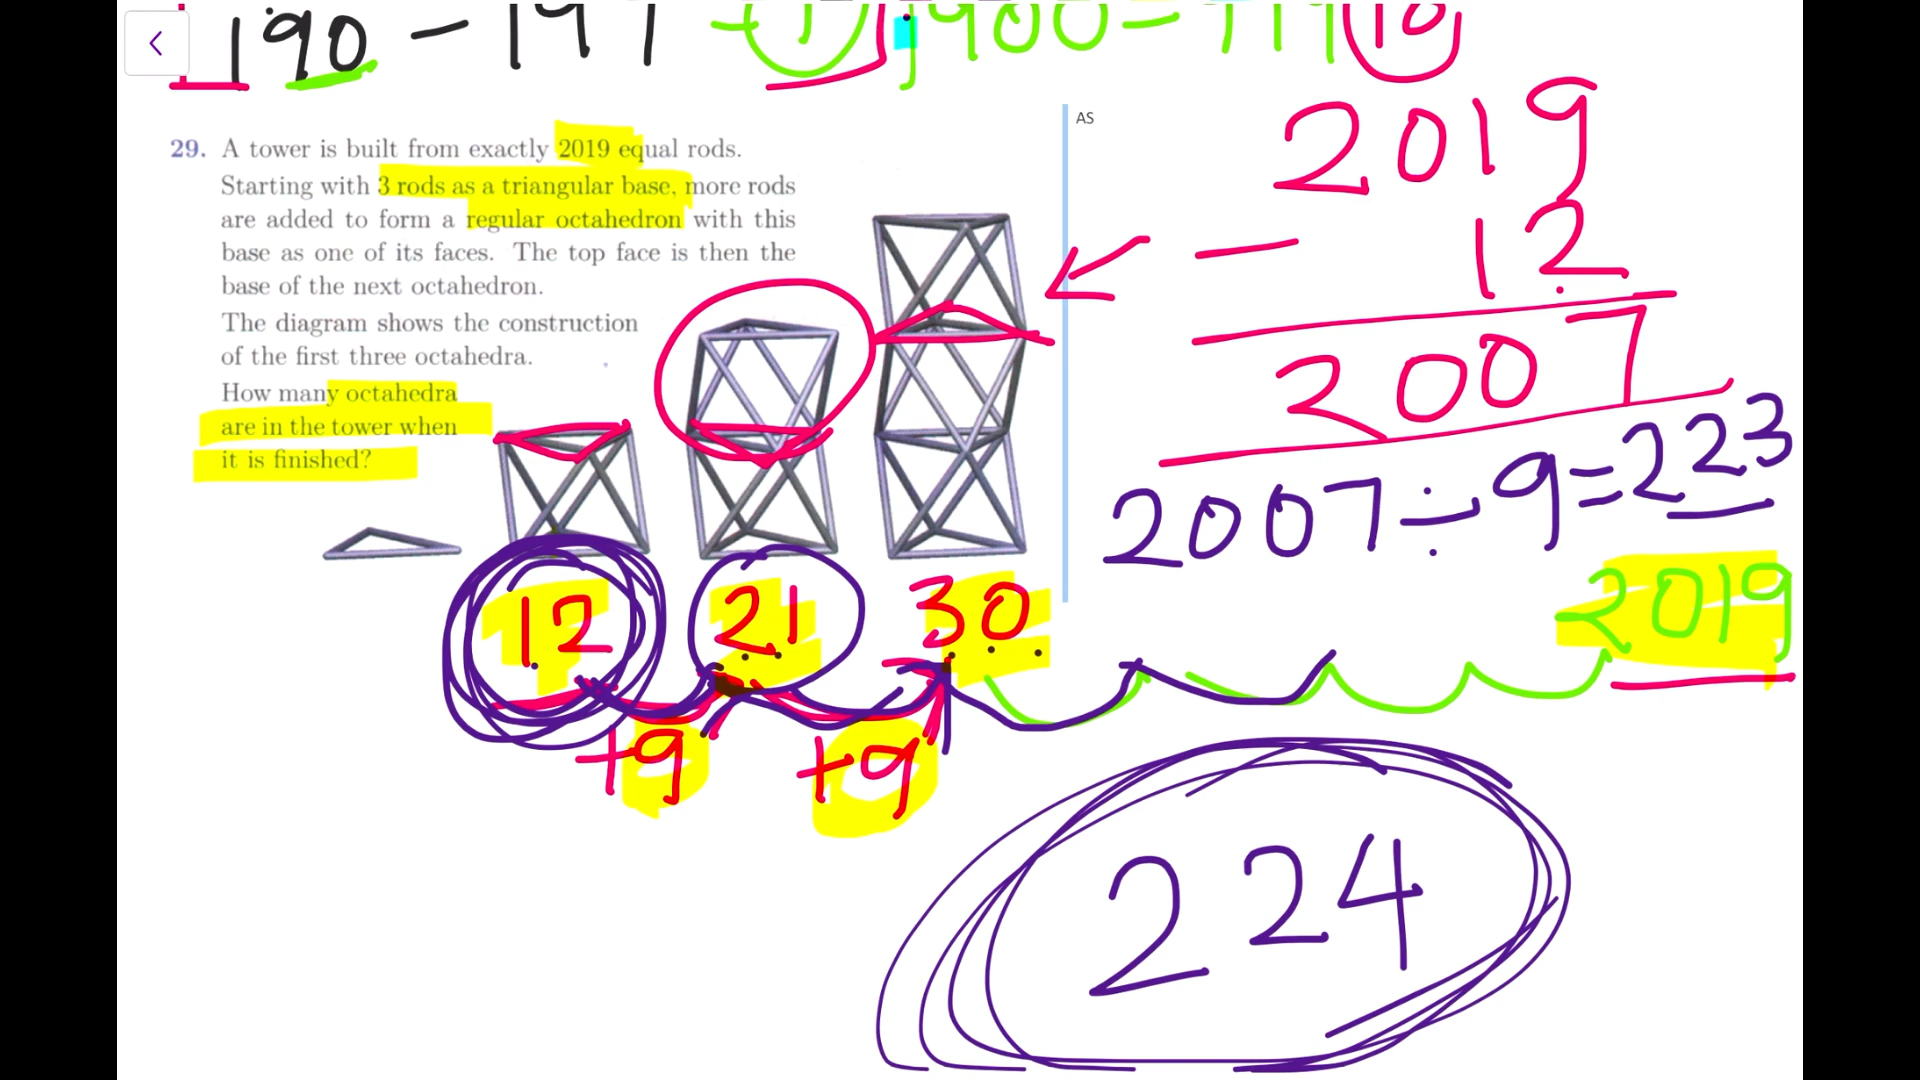 190 - 197
29. A tower is built from exactly 2019 equal rods.
Starting with 3 rods as a triangular base, more rods
are added to form a regular octahedron with this
base as one of its faces. The top face is then the
base of the next octahedron.
The diagram shows the construction
of the first three octahedra.
How many octahedra
are in the tower when
it is finished?
AS
2019
- 12
2007
2007 ÷ 9 = 223
12 21 30 2019
+9 +9
224